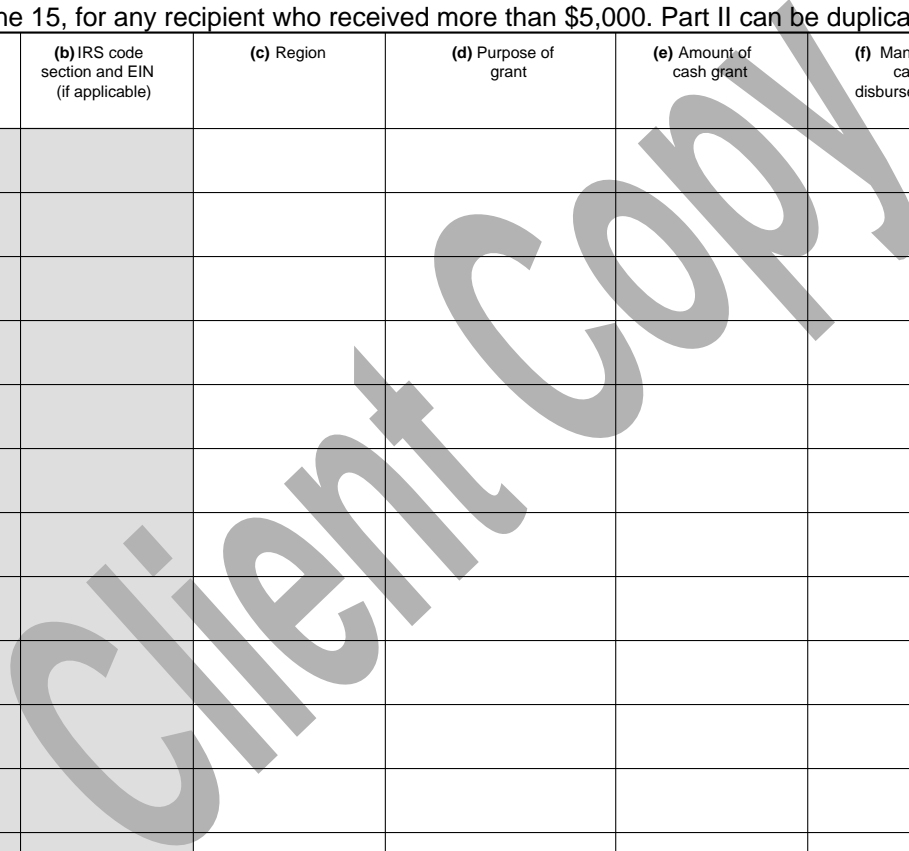 ne 15, for any recipient who received more than $5,000. Part II can be duplica
(b) IRS code
section and EIN
(if applicable)
(c) Region
(d) Purpose of
grant
(e) Amount of
cash grant
(f) Man
ca
disburse
Client Copy